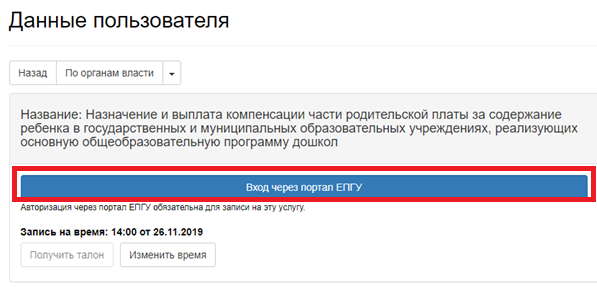 Данные пользователя
Назад По органам власти
Название: Назначение и выплата компенсации части родительской платы за содержание
ребенка в государственных и муниципальных образовательных учреждениях, реализующих
основную общеобразовательную программу дошкол
Вход через портал ЕПГУ
Авторизация через портал ЕПГУ обязательна для записи на эту услугу.
Запись на время: 14:00 от 26.11.2019
Получить талон Изменить время